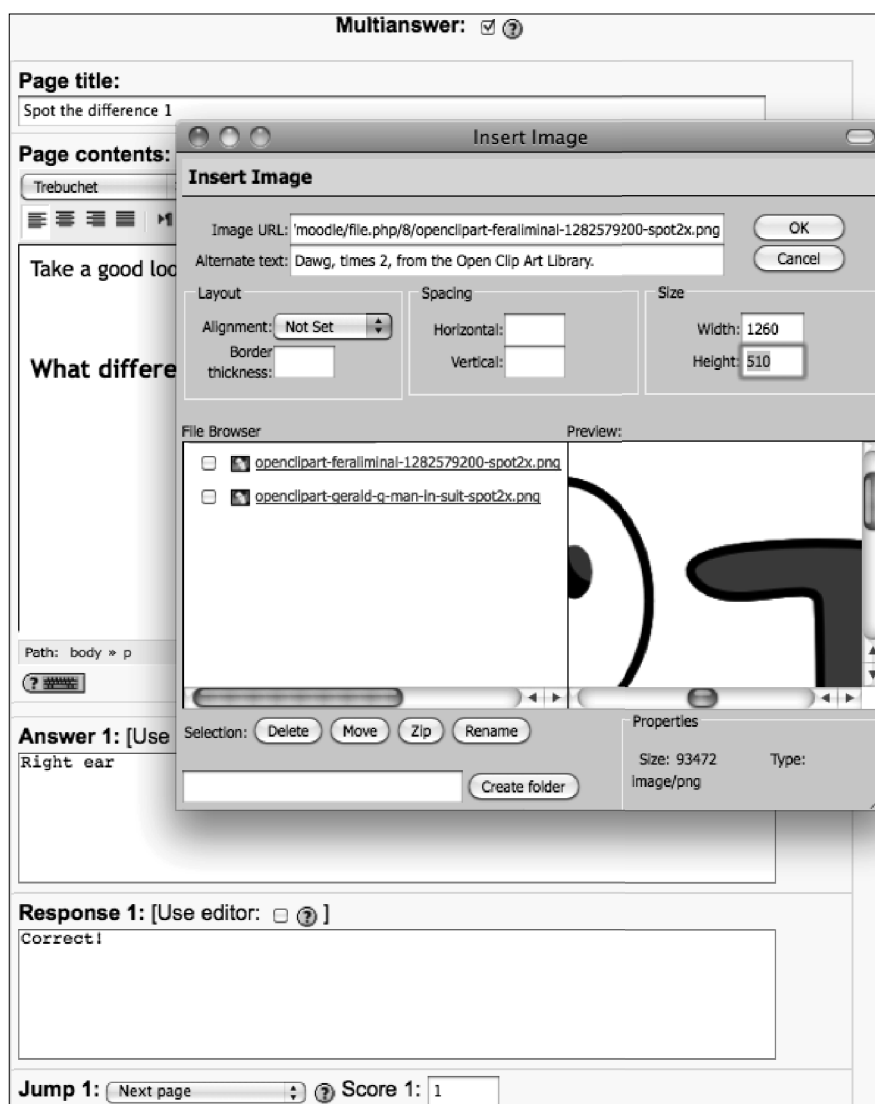 Multianswer:
Page title:
Spot the difference 1
Insert Image
Page contents:
Trebuchet
Insert Image
Image URL: 'moodle/file.php/8/openclipart-feraliminal-1282579200-spot2x.png OK
Take a good loo
Alternate text: Dawg, times 2, from the Open Clip Art Library. Cancel
Layout Spacing Size
Alignment: Not Set Horizontal: Width: 1260
Border
thickness: Vertical: Height: 510
What differe
File Browser Preview:
openclipart-feraliminal-1282579200-spot2x.png
openclipart-gerald-g-man-in-suit-spot2x.png
Path: body » p
?
Selection: Delete Move Zip Rename Properties
Answer 1: [Use
Right ear
Size: 93472 Type:
image/png
Create folder
Response 1: [Use editor: ? ]
Correct!
Jump 1: Next page ? Score 1: 1